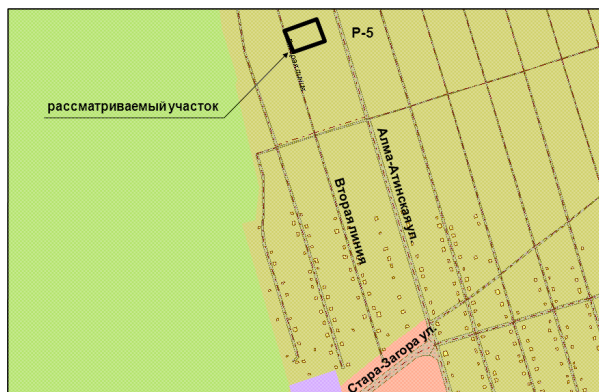 Р-5
рассматриваемый участок
Алма-Атинская ул.
Вторая линия
Стара-Загора ул.